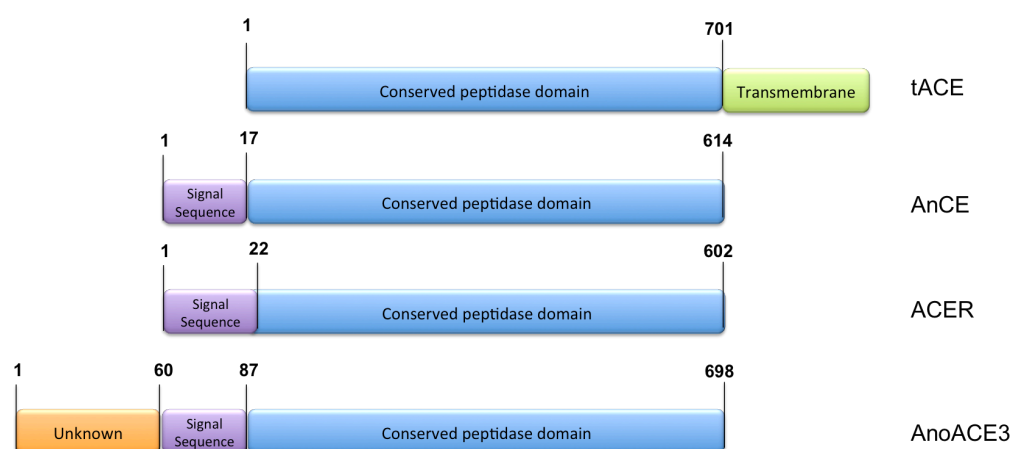 1 701
Conserved peptidase domain Transmembrane tACE
1 17 614
Signal
Sequence Conserved peptidase domain AnCE
1 22 602
Signal
Sequence Conserved peptidase domain ACER
1 60 87 698
Unknown Signal
Sequence Conserved peptidase domain AnoACE3